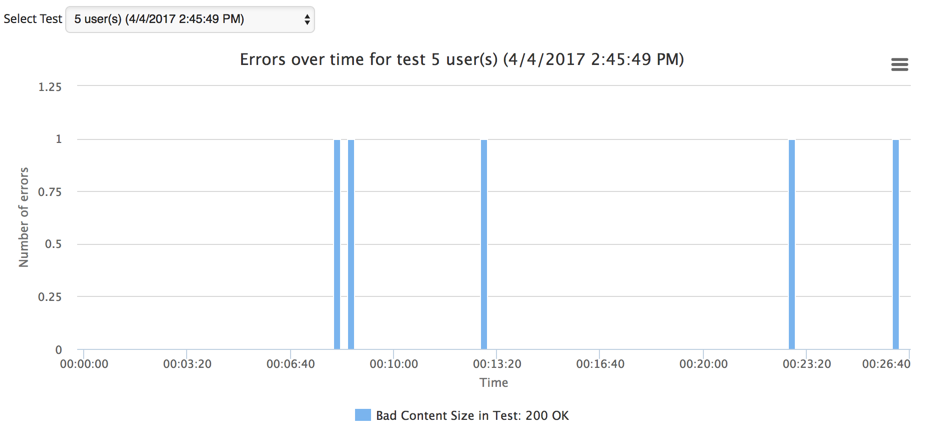 Select Test 5 user(s) (4/4/2017 2:45:49 PM)
Errors over time for test 5 user(s) (4/4/2017 2:45:49 PM)
1.25
1
0.75
0.5
0.25
0
Number of errors
00:00:00 00:03:20 00:06:40 00:10:00 00:13:20 00:16:40 00:20:00 00:23:20 00:26:40
Time
Bad Content Size in Test: 200 OK